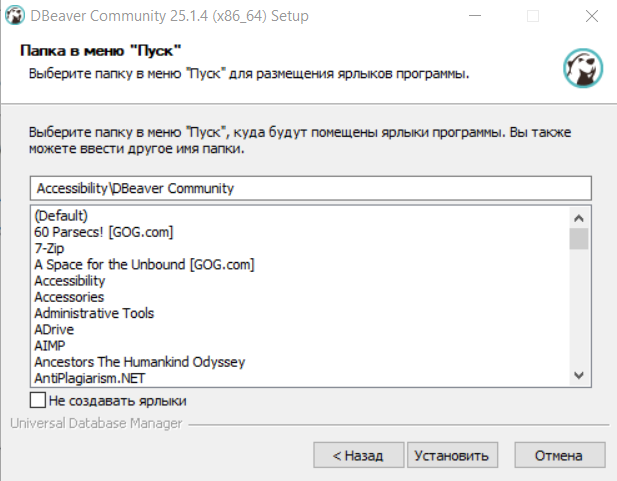 DBeaver Community 25.1.4 (x86_64) Setup
Папка в меню "Пуск"
Выберите папку в меню "Пуск" для размещения ярлыков программы.
Выберите папку в меню "Пуск", куда будут помещены ярлыки программы. Вы также
можете ввести другое имя папки.
Accessibility\DBeaver Community
(Default)
60 Parsecs! [GOG.com]
7-Zip
A Space for the Unbound [GOG.com]
Accessibility
Accessories
Administrative Tools
ADrive
AIMP
Ancestors The Humankind Odyssey
AntiPlagiarism.NET
Не создавать ярлыки
Universal Database Manager
< Назад
Установить
Отмена